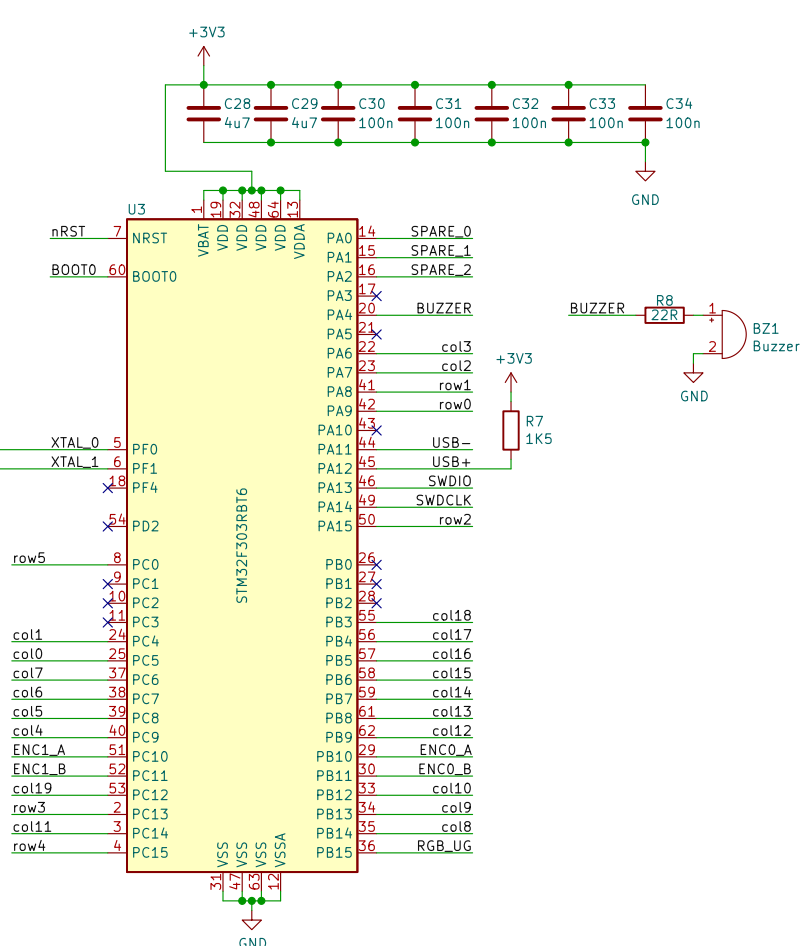 +3V3
C28
4u7
C29
4u7
C30
100n
C31
100n
C32
100n
C33
100n
C34
100n
GND
U3
1
19
32
48
64
13
VBAT
VDD
VDD
VDD
VDD
VDDA
nRST 7 NRST
BOOT0 60 BOOT0
XTAL_0 5 PF0
XTAL_1 6 PF1
18 PF4
54 PD2
row5 8 PC0
9 PC1
10 PC2
11 PC3
col1 24 PC4
col0 25 PC5
col7 37 PC6
col6 38 PC7
col5 39 PC8
col4 40 PC9
ENC1_A 51 PC10
ENC1_B 52 PC11
col19 53 PC12
row3 2 PC13
col11 3 PC14
row4 4 PC15
STM32F303RBT6
PA0 14 SPARE_0
PA1 15 SPARE_1
PA2 16 SPARE_2
PA3 17
PA4 20 BUZZER
PA5 21
PA6 22 col3
PA7 23 col2
PA8 41 row1
PA9 42 row0
PA10 43
PA11 44 USB-
PA12 45 USB+
PA13 46 SWDIO
PA14 49 SWDCLK
PA15 50 row2
PB0 26
PB1 27
PB2 28
PB3 55 col18
PB4 56 col17
PB5 57 col16
PB6 58 col15
PB7 59 col14
PB8 61 col13
PB9 62 col12
PB10 29 ENC0_A
PB11 30 ENC0_B
PB12 33 col10
PB13 34 col9
PB14 35 col8
PB15 36 RGB_UG
VSS
VSS
VSS
VSSA
31
47
63
12
GND
+3V3
R7
1K5
BUZZER
R8
22R
1
+
2
BZ1
Buzzer
GND